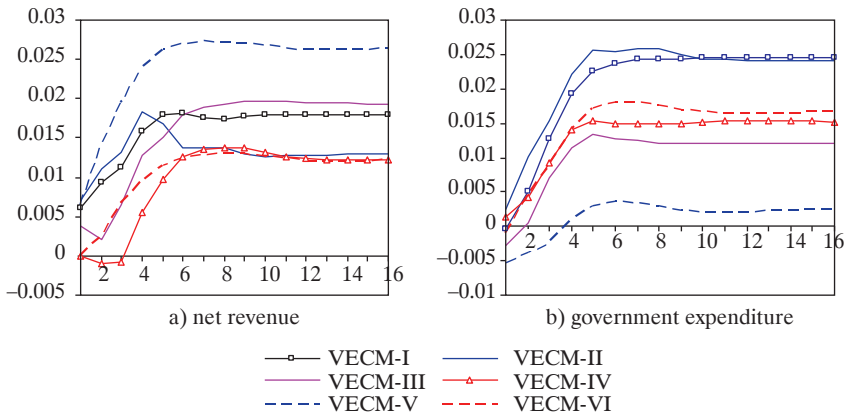 0.03
0.025
0.02
0.015
0.01
0.005
0
−0.005
2 4 6 8 10 12 14 16
a) net revenue
0.03
0.025
0.02
0.015
0.01
0.005
0
−0.005
−0.01
2 4 6 8 10 12 14 16
b) government expenditure
VECM-I VECM-II
VECM-III VECM-IV
VECM-V VECM-VI